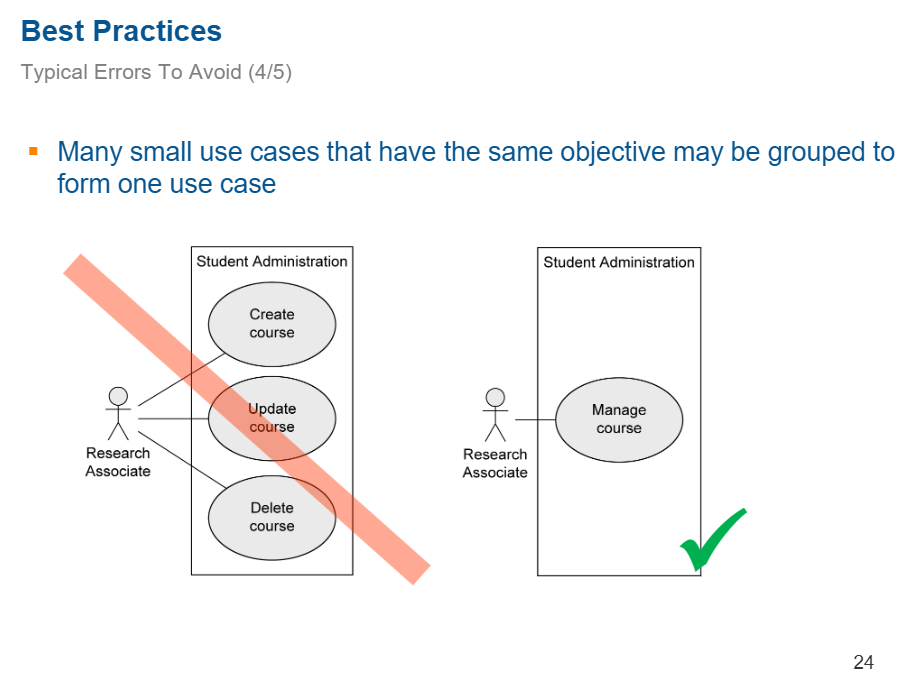 Best Practices
Typical Errors To Avoid (4/5)
Many small use cases that have the same objective may be grouped to
form one use case
Student Administration
Create
course
Update
course
Delete
course
Research
Associate
Student Administration
Manage
course
Research
Associate
24